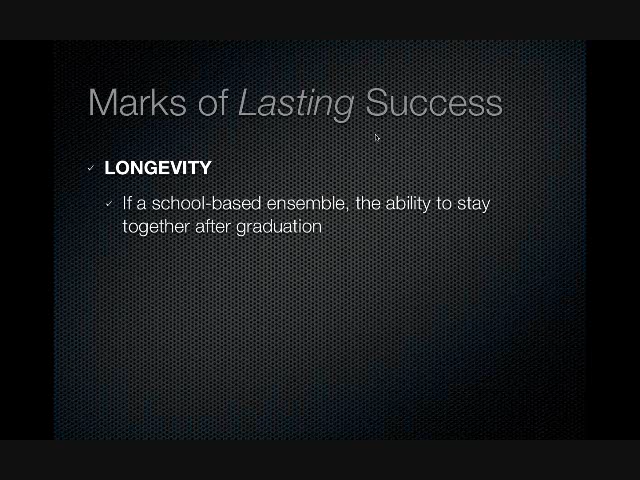 Marks of Lasting Success
LONGEVITY
If a school-based ensemble, the ability to stay
together after graduation